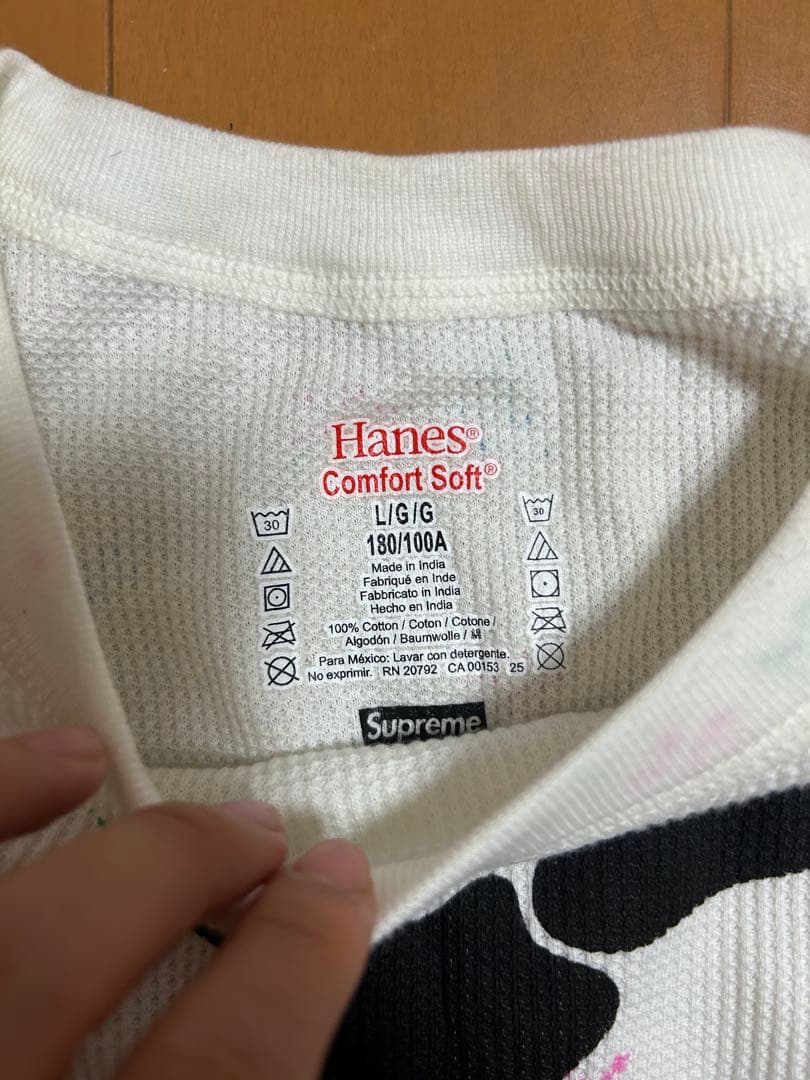 Hanes®
Comfort Soft®
L/G/G
180/100A
Made in India
Fabriqué en Inde
Fabbricato in India
Hecho en India
100% Cotton / Coton / Cotone /
Algodón / Baumwolle / 綿
Para México: Lavar con detergente.
No exprimir. RN 20792 CA 00153 25
30
30
Supreme